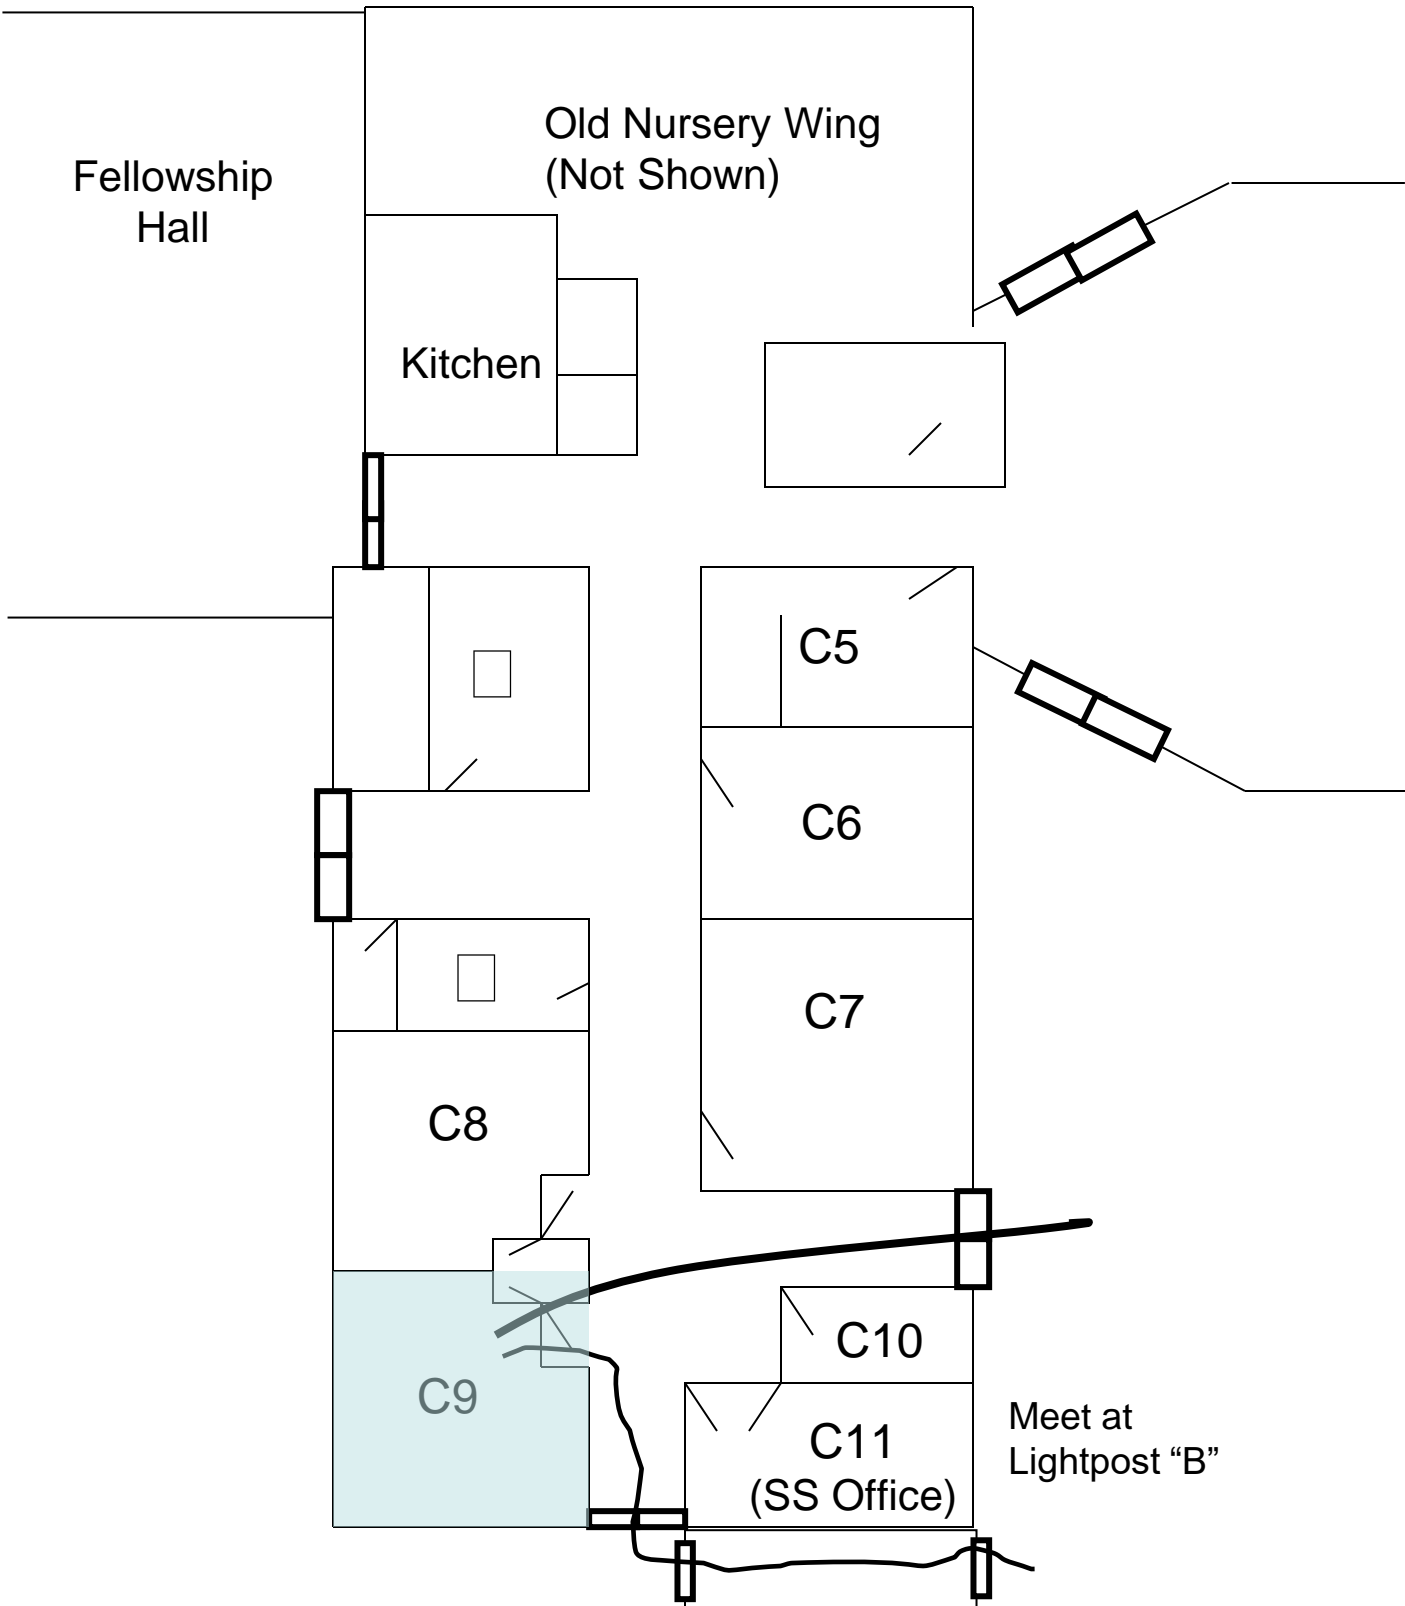 Old Nursery Wing
(Not Shown)
Fellowship
Hall
Kitchen
C5
C6
C7
C8
C10
C9
Meet at
Lightpost “B”
C11
(SS Office)